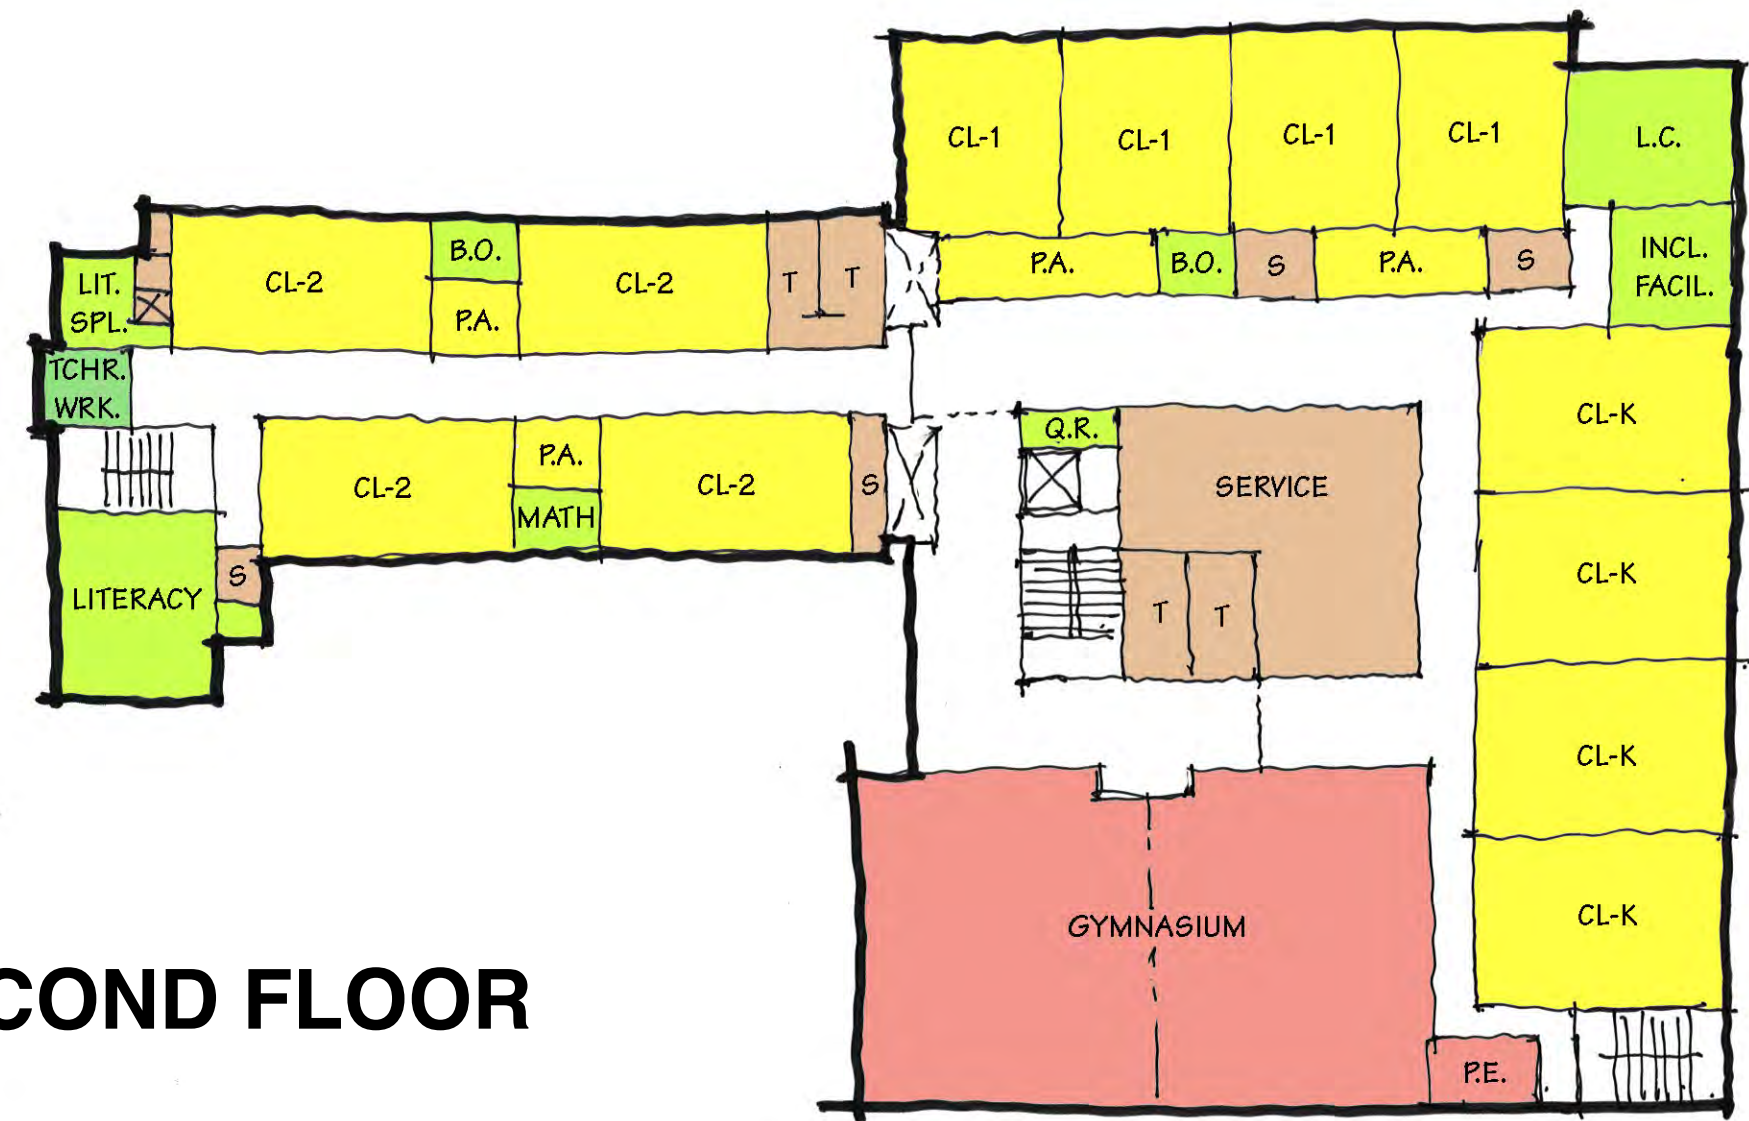 CL-1
CL-1
CL-1
CL-1
L.C.
LIT.
SPL.
CL-2
B.O.
P.A.
CL-2
T
T
P.A.
B.O.
S
P.A.
S
INCL.
FACIL.
TCHR.
WRK.
CL-2
P.A.
MATH
CL-2
S
Q.R.
SERVICE
CL-K
LITERACY
S
T
T
CL-K
CL-K
GYMNASIUM
CL-K
COND FLOOR
P.E.